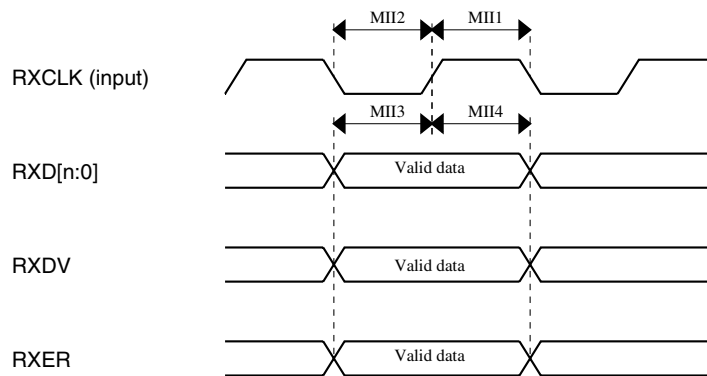 MII2 MII1
RXCLK (input)
MII3 MII4
RXD[n:0] Valid data
RXDV Valid data
RXER Valid data